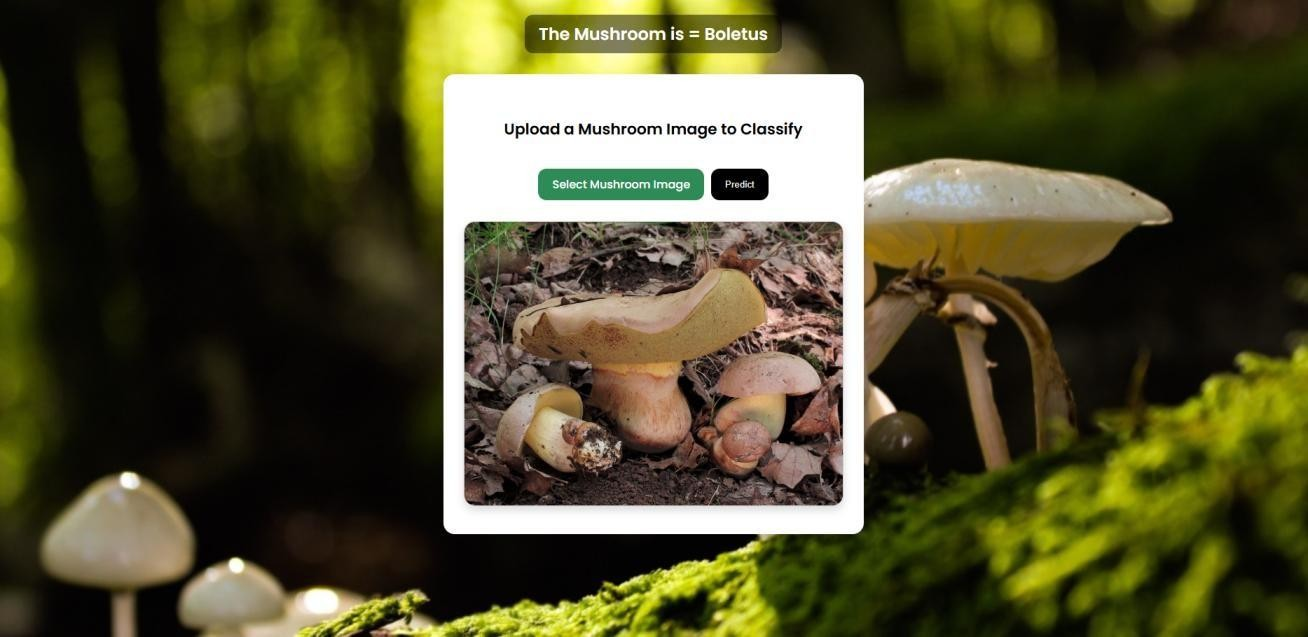 The Mushroom is = Boletus
Upload a Mushroom Image to Classify
Select Mushroom Image
Predict